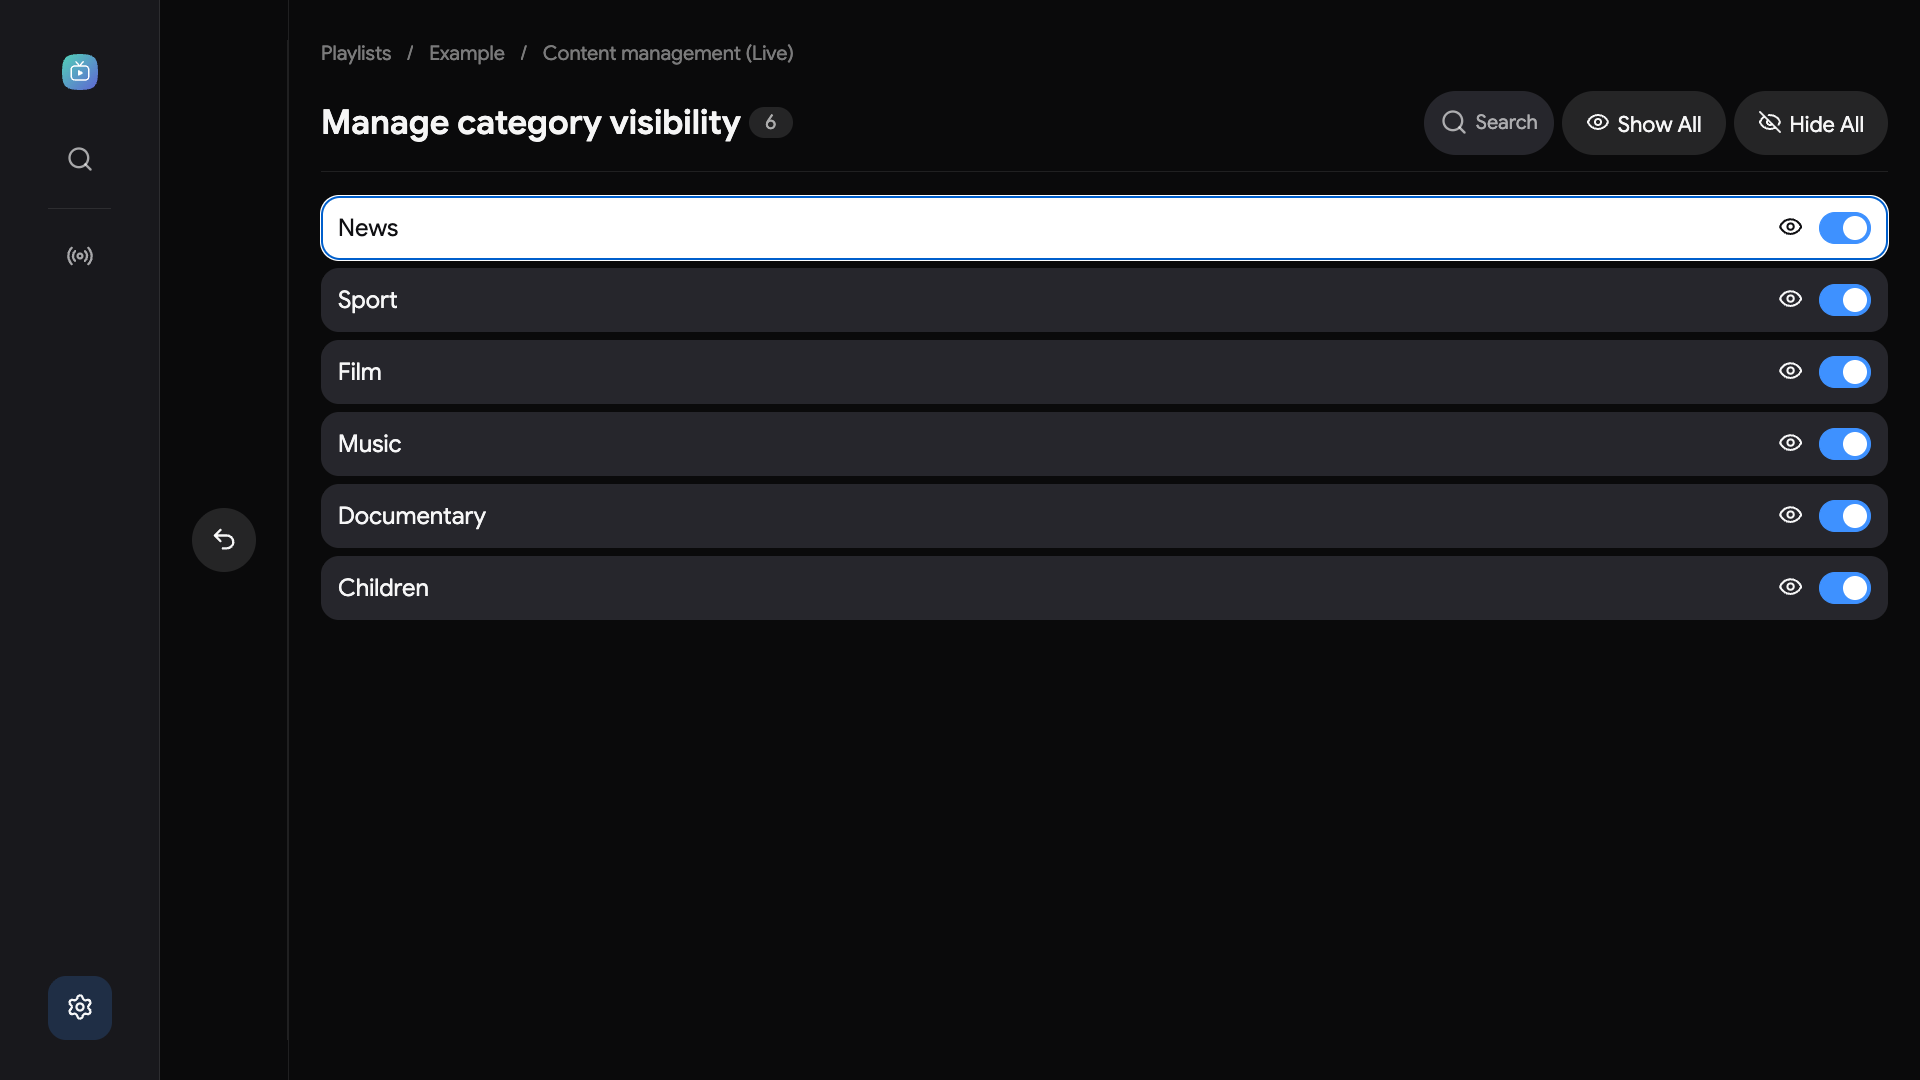 Playlists / Example / Content management (Live)
Manage category visibility 6
Search
Show All
Hide All
News
Sport
Film
Music
Documentary
Children